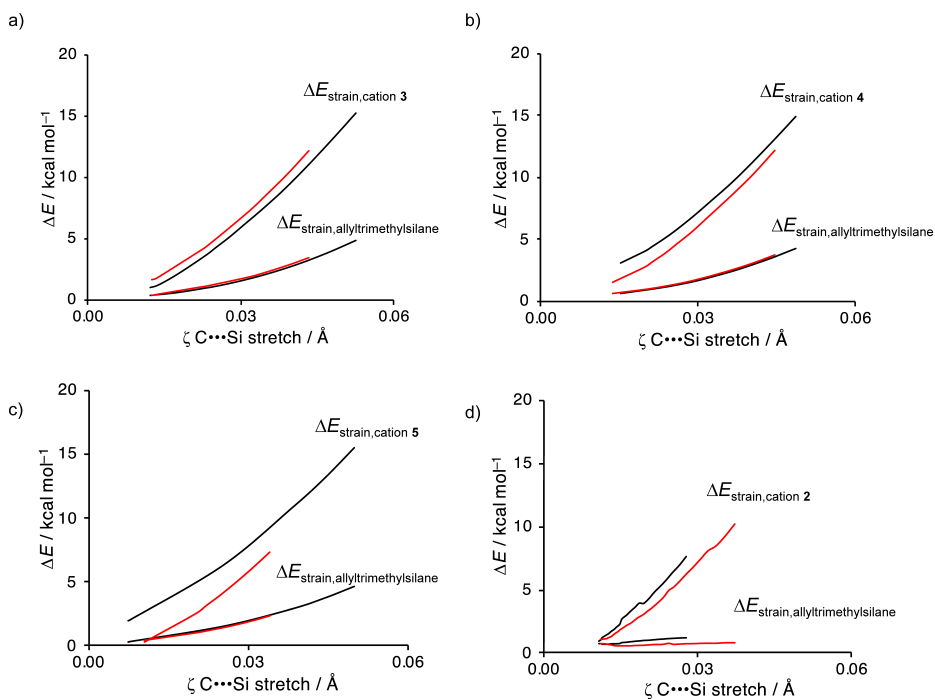 a)
20
15
10
5
0
0.00
0.03
0.06
ΔE / kcal mol⁻¹
ζ C•••Si stretch / Å
ΔEstrain,cation 3
ΔEstrain,allyltrimethylsilane
b)
20
15
10
5
0
0.00
0.03
0.06
ΔE / kcal mol⁻¹
ζ C•••Si stretch / Å
ΔEstrain,cation 4
ΔEstrain,allyltrimethylsilane
c)
20
15
10
5
0
0.00
0.03
0.06
ΔE / kcal mol⁻¹
ζ C•••Si stretch / Å
ΔEstrain,cation 5
ΔEstrain,allyltrimethylsilane
d)
20
15
10
5
0
0.00
0.03
0.06
ΔE / kcal mol⁻¹
ζ C•••Si stretch / Å
ΔEstrain,cation 2
ΔEstrain,allyltrimethylsilane